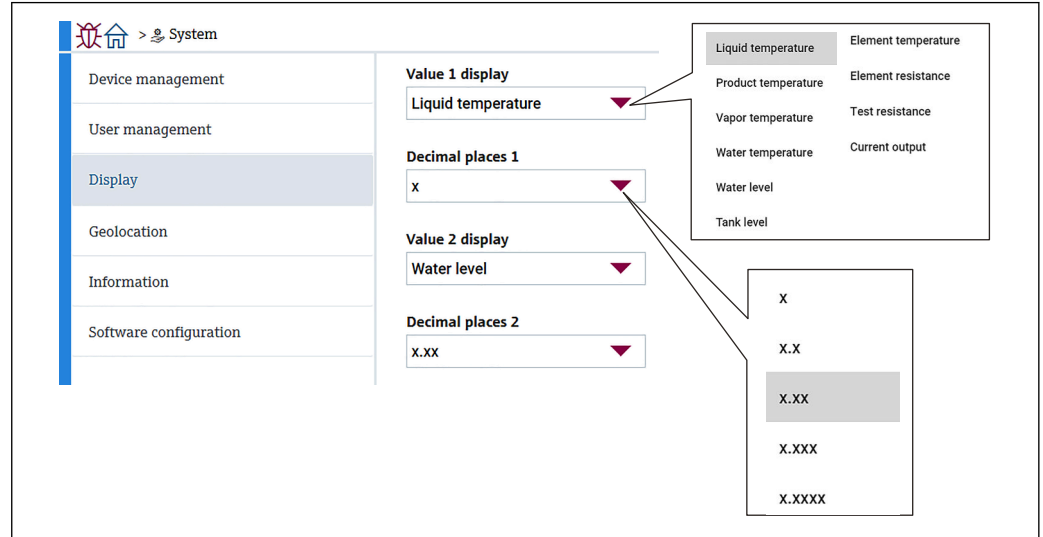 > System
Device management
User management
Display
Geolocation
Information
Software configuration
Value 1 display
Liquid temperature
Decimal places 1
x
Value 2 display
Water level
Decimal places 2
x.xx
Liquid temperature
Product temperature
Vapor temperature
Water temperature
Water level
Tank level
Element temperature
Element resistance
Test resistance
Current output
x
x.x
x.xx
x.xxx
x.xxxx